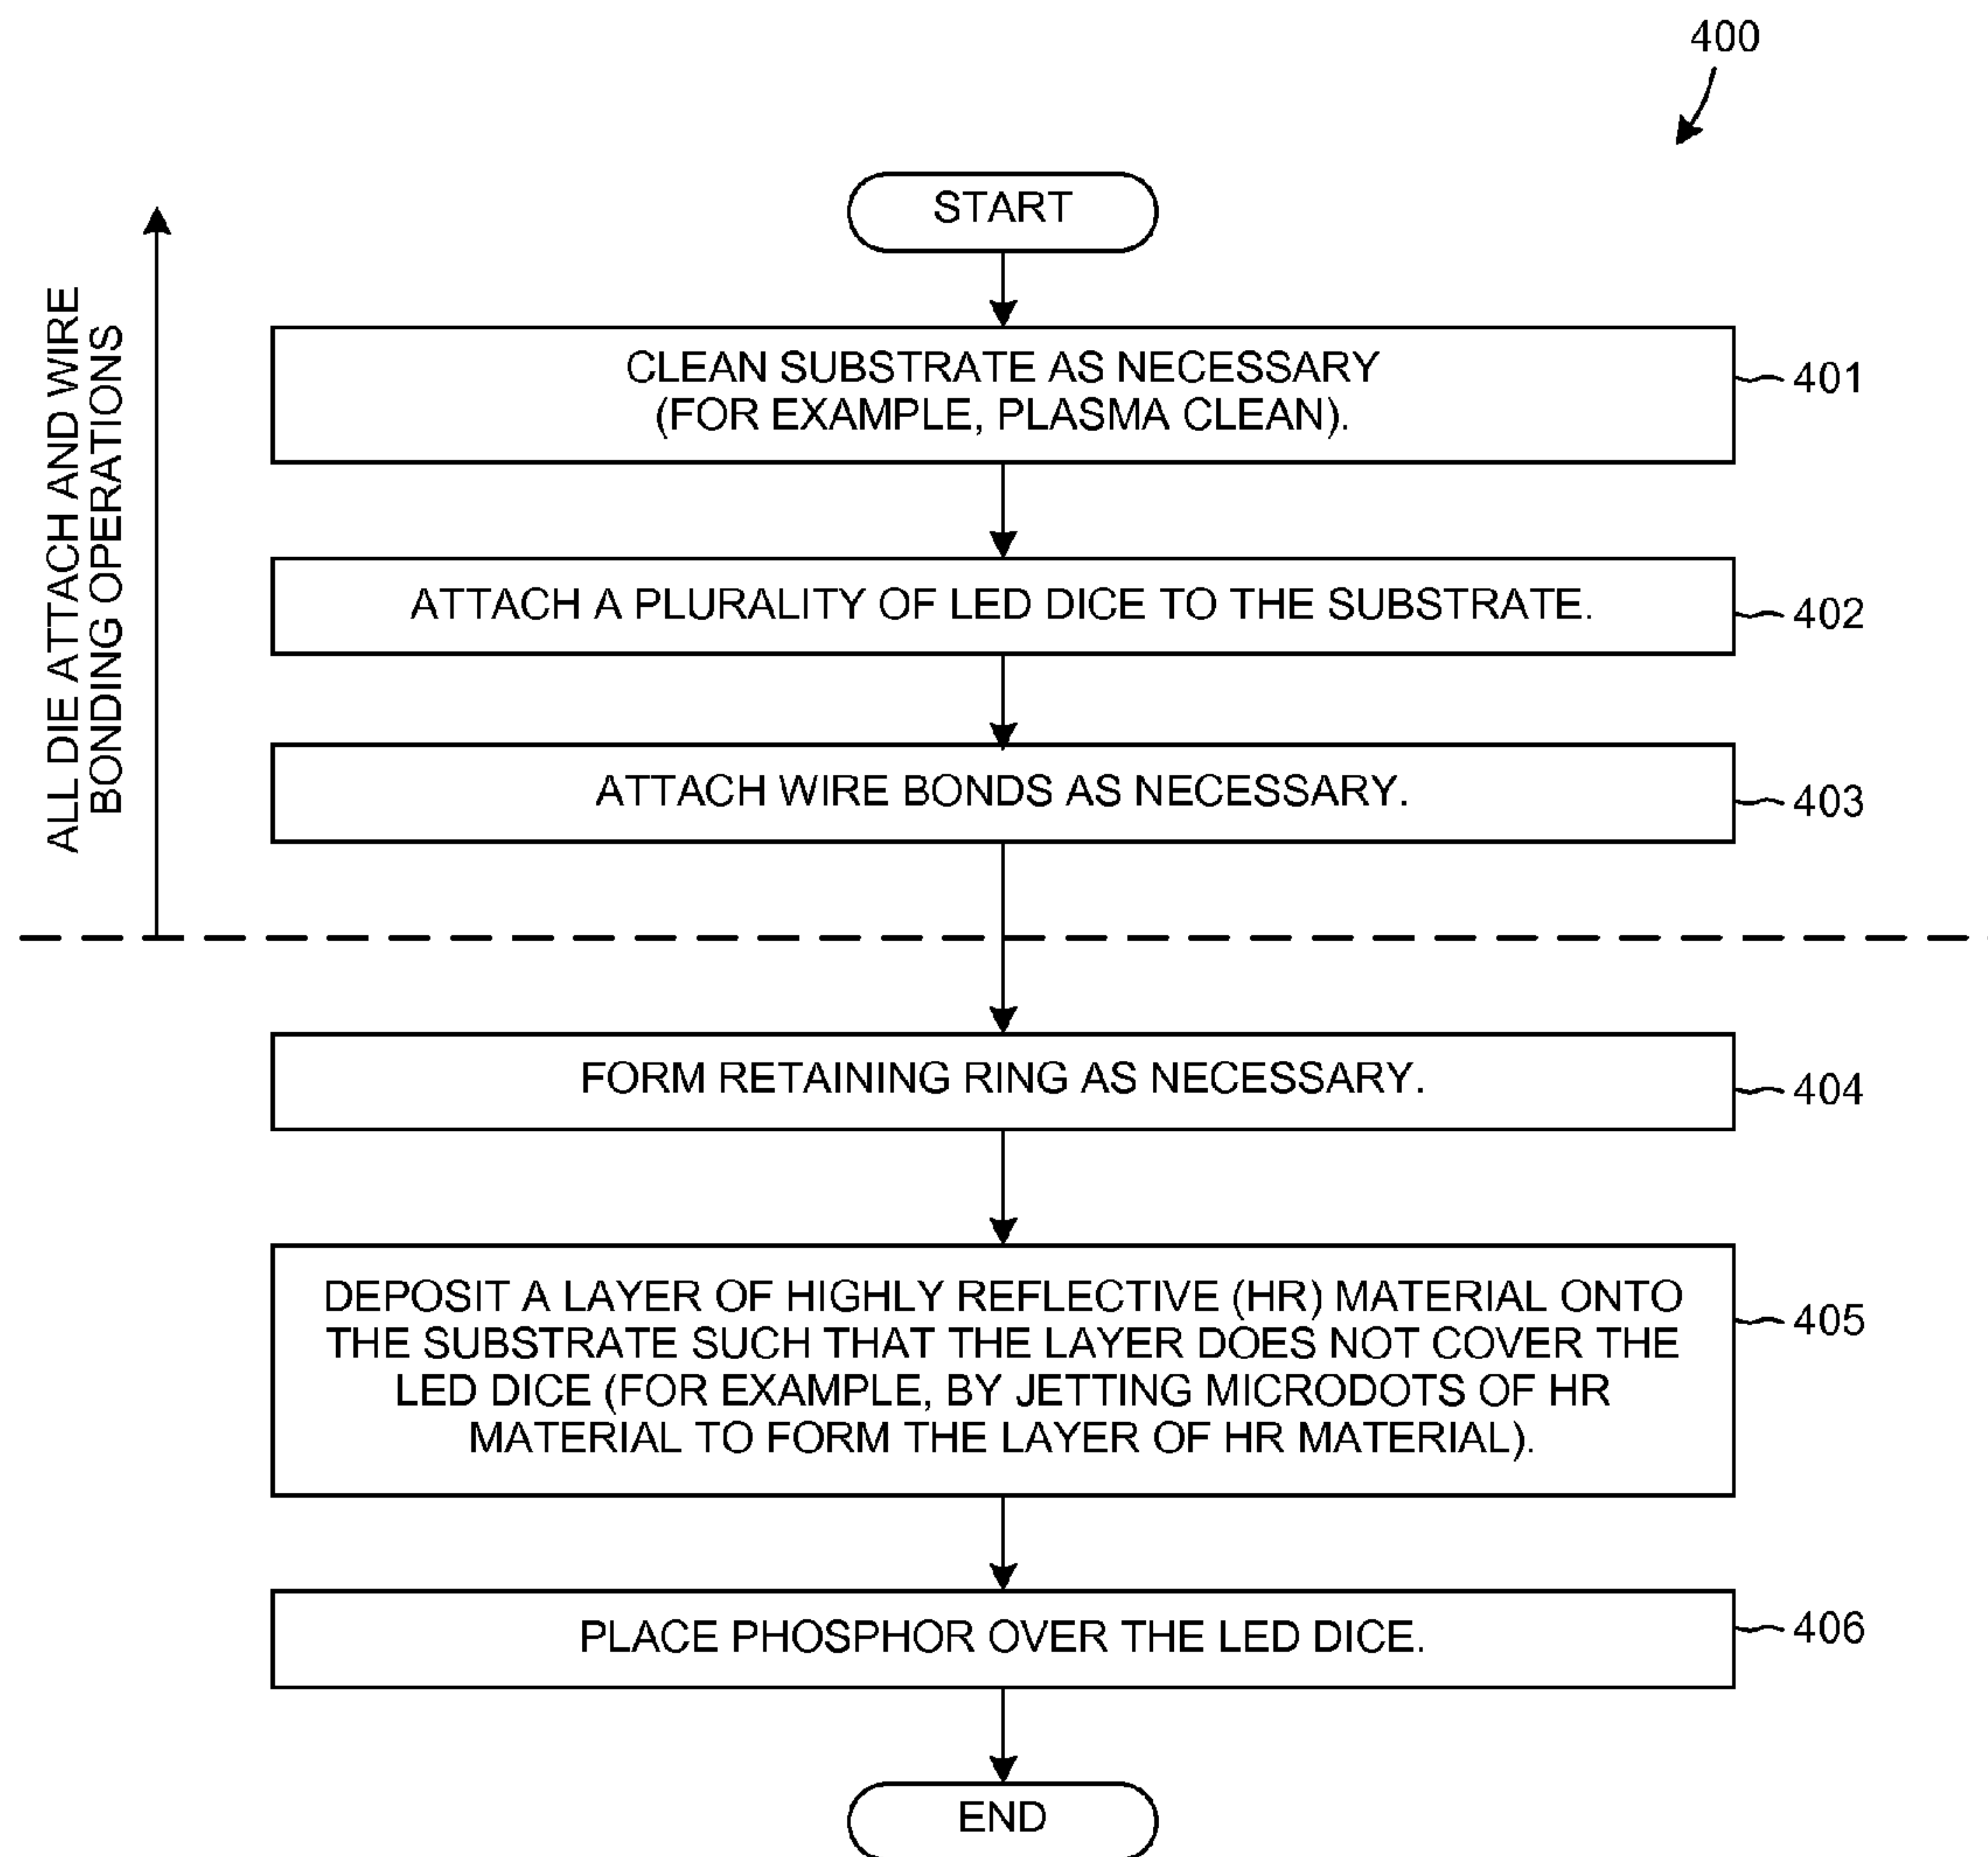 400
START
ALL DIE ATTACH AND WIRE
BONDING OPERATIONS
CLEAN SUBSTRATE AS NECESSARY
(FOR EXAMPLE, PLASMA CLEAN).
401
ATTACH A PLURALITY OF LED DICE TO THE SUBSTRATE.
402
ATTACH WIRE BONDS AS NECESSARY.
403
FORM RETAINING RING AS NECESSARY.
404
DEPOSIT A LAYER OF HIGHLY REFLECTIVE (HR) MATERIAL ONTO
THE SUBSTRATE SUCH THAT THE LAYER DOES NOT COVER THE
LED DICE (FOR EXAMPLE, BY JETTING MICRODOTS OF HR
MATERIAL TO FORM THE LAYER OF HR MATERIAL).
405
PLACE PHOSPHOR OVER THE LED DICE.
406
END